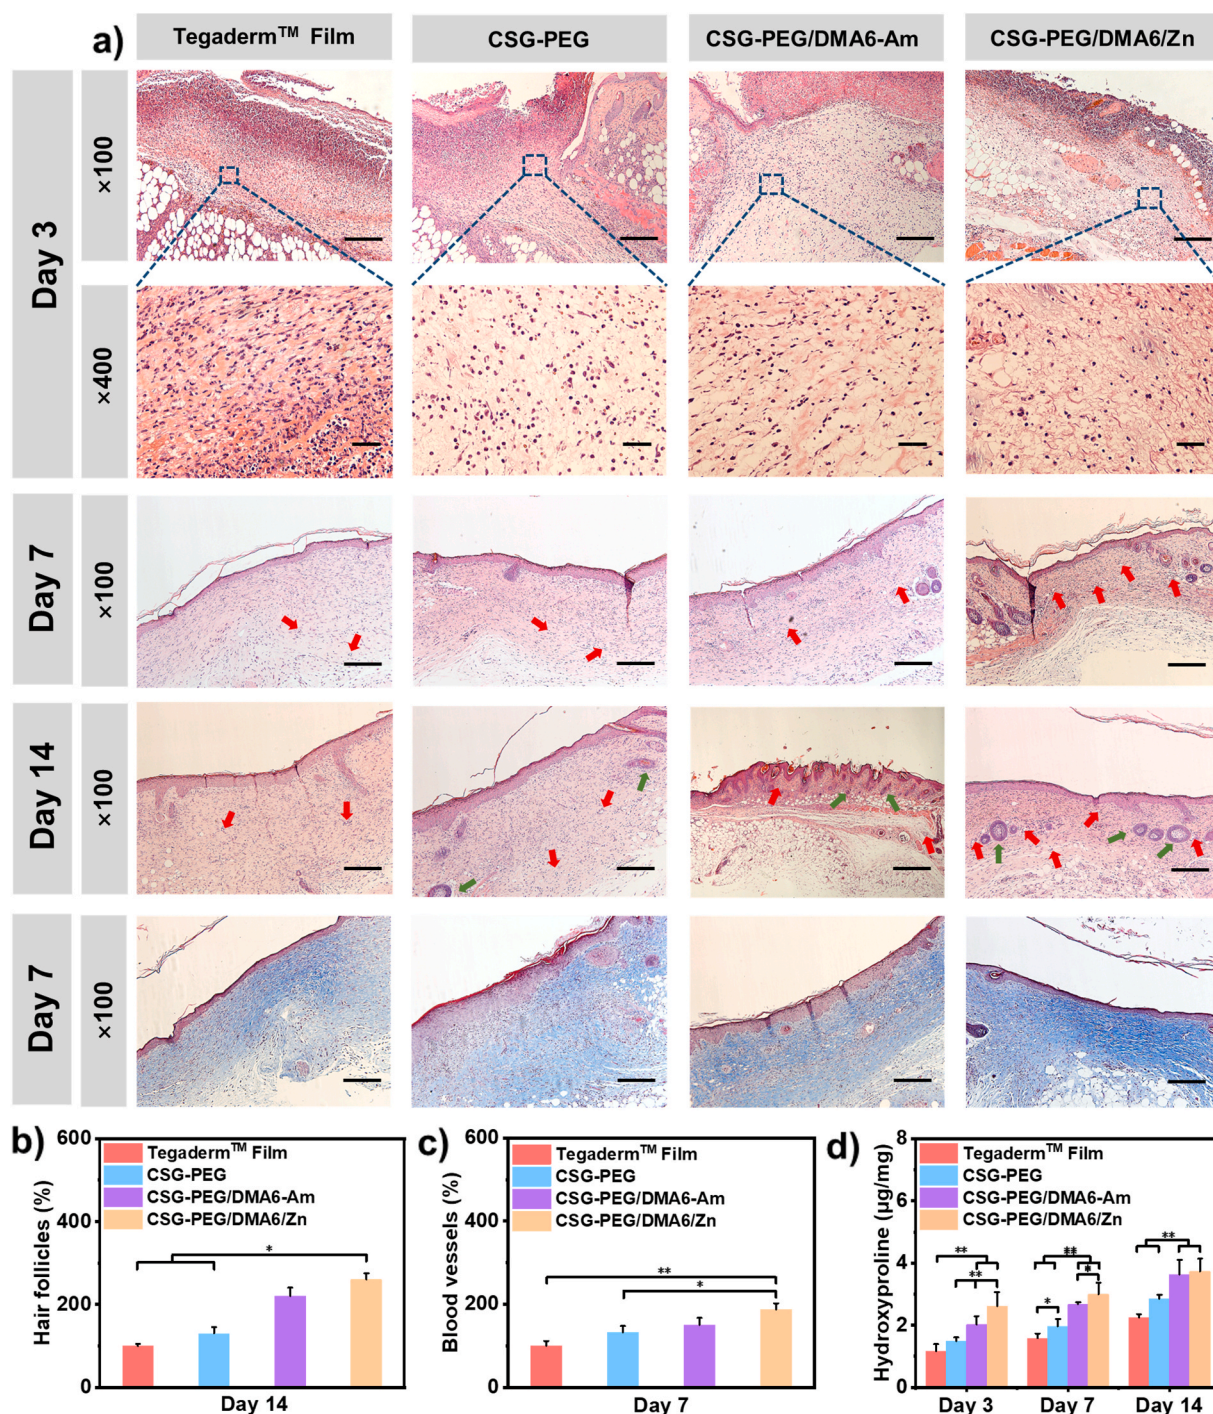 a)
Tegaderm™ Film
CSG-PEG
CSG-PEG/DMA6-Am
CSG-PEG/DMA6/Zn
Day 3
×100
×400
Day 7
×100
Day 14
×100
Day 7
×100
b)
600
400
200
0
Hair follicles (%)
Tegaderm™ Film
CSG-PEG
CSG-PEG/DMA6-Am
CSG-PEG/DMA6/Zn
*
Day 14
c)
600
400
200
0
Blood vessels (%)
Tegaderm™ Film
CSG-PEG
CSG-PEG/DMA6-Am
CSG-PEG/DMA6/Zn
**
*
Day 7
d)
8
6
4
2
0
Hydroxyproline (µg/mg)
Tegaderm™ Film
CSG-PEG
CSG-PEG/DMA6-Am
CSG-PEG/DMA6/Zn
**
**
**
*
*
**
Day 3
Day 7
Day 14